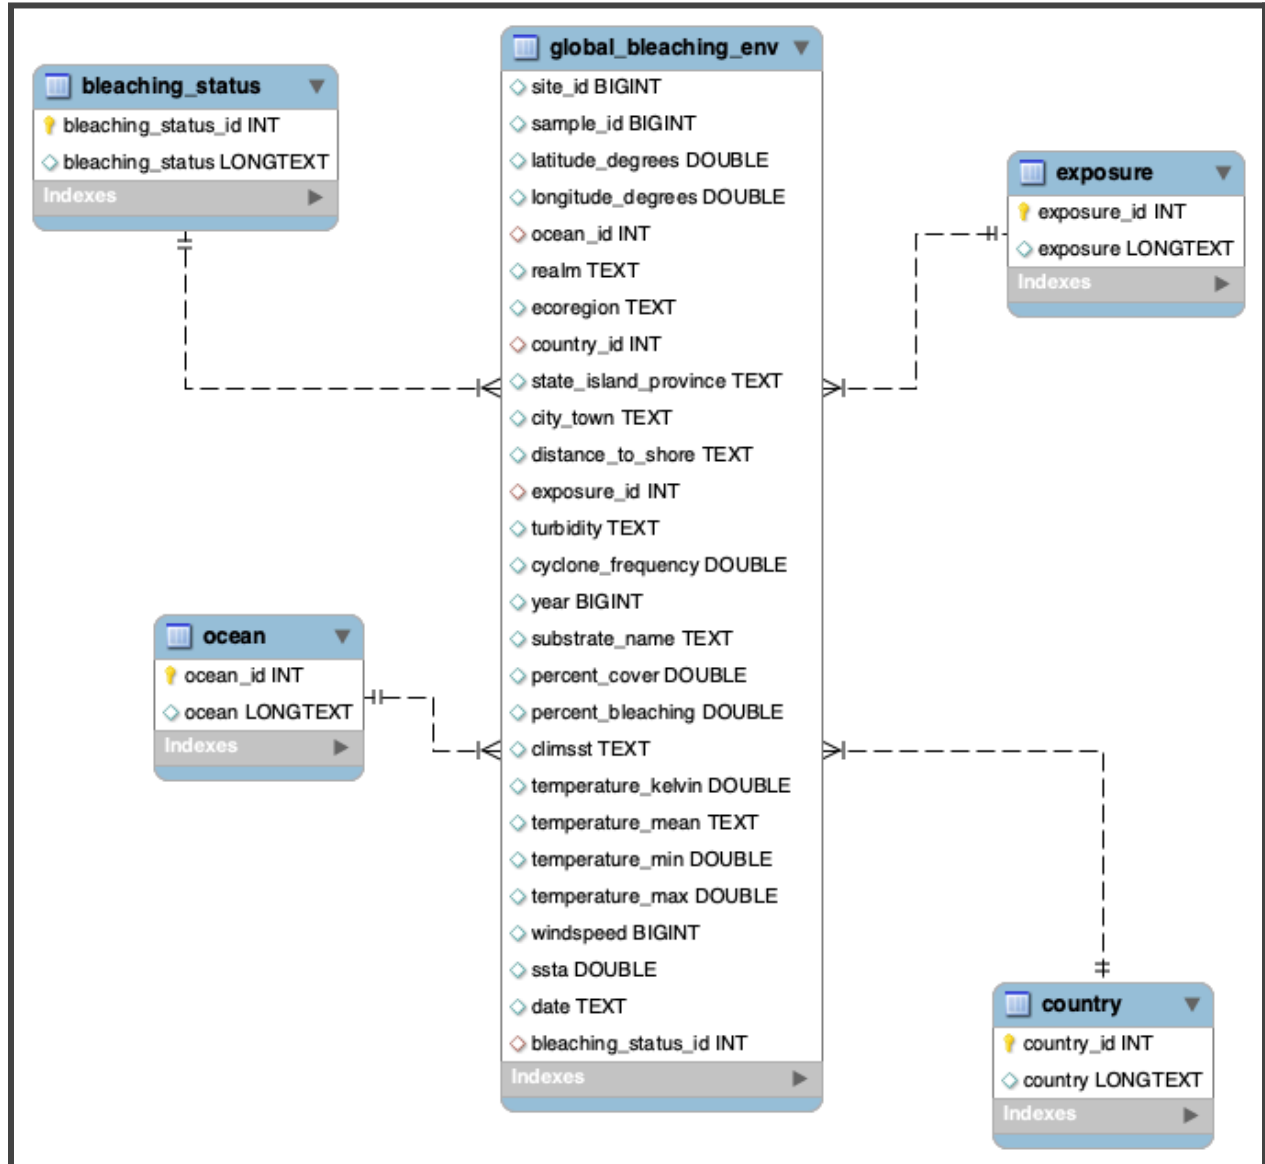 bleaching_status
bleaching_status_id INT
bleaching_status LONGTEXT
Indexes
global_bleaching_env
site_id BIGINT
sample_id BIGINT
latitude_degrees DOUBLE
longitude_degrees DOUBLE
ocean_id INT
realm TEXT
ecoregion TEXT
country_id INT
state_island_province TEXT
city_town TEXT
distance_to_shore TEXT
exposure_id INT
turbidity TEXT
cyclone_frequency DOUBLE
year BIGINT
substrate_name TEXT
percent_cover DOUBLE
percent_bleaching DOUBLE
climsst TEXT
temperature_kelvin DOUBLE
temperature_mean TEXT
temperature_min DOUBLE
temperature_max DOUBLE
windspeed BIGINT
ssta DOUBLE
date TEXT
bleaching_status_id INT
Indexes
exposure
exposure_id INT
exposure LONGTEXT
Indexes
ocean
ocean_id INT
ocean LONGTEXT
Indexes
country
country_id INT
country LONGTEXT
Indexes